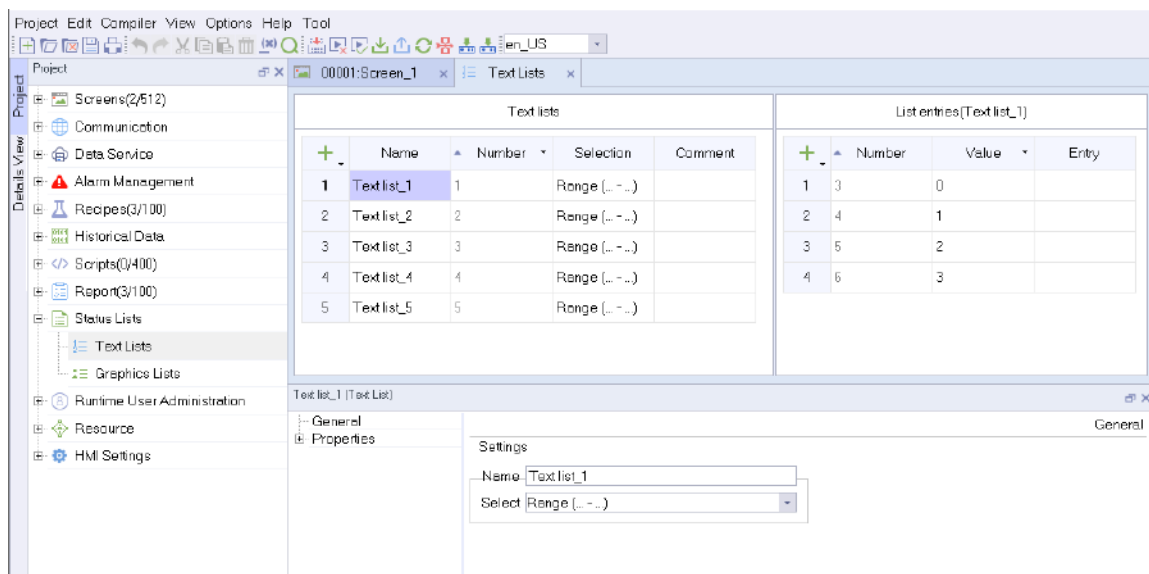 Project Edit Compiler View Options Help Tool
en_US
Project
Details View
Project
Screens(2/512)
Communication
Data Service
Alarm Management
Recipes(3/100)
Historical Data
Scripts(0/400)
Report(3/100)
Status Lists
Text Lists
Graphics Lists
Runtime User Administration
Resource
HMI Settings
00001:Screen_1 Text Lists
Text lists
Name Number Selection Comment
1 Text list_1 1 Range (... - ...)
2 Text list_2 2 Range (... - ...)
3 Text list_3 3 Range (... - ...)
4 Text list_4 4 Range (... - ...)
5 Text list_5 5 Range (... - ...)
List entries(Text list_1)
Number Value Entry
1 3 0
2 4 1
3 5 2
4 6 3
Text list_1 (Text List)
General
Properties
General
Settings
Name Text list_1
Select Range (... - ...)